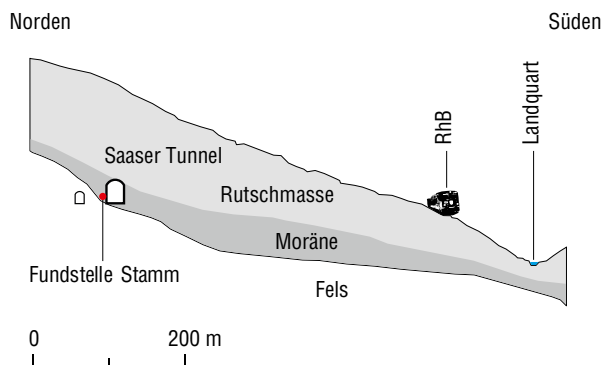 Norden
Süden
RhB
Landquart
Saaser Tunnel
Rutschmasse
Moräne
Fundstelle Stamm
Fels
0
200 m